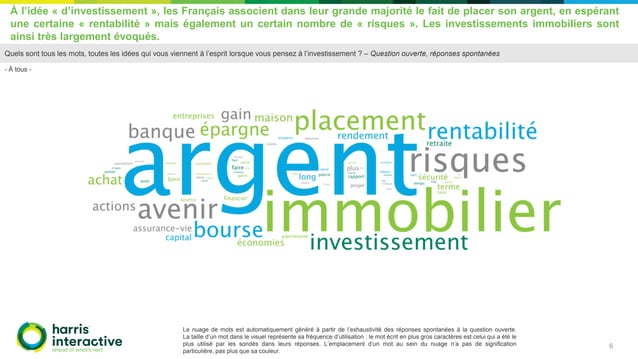 À l'idée « d'investissement », les Français associent dans leur grande majorité le fait de placer son argent, en espérant
une certaine « rentabilité » mais également un certain nombre de « risques ». Les investissements immobiliers sont
ainsi très largement évoqués.
Quels sont tous les mots, toutes les idées qui vous viennent à l'esprit lorsque vous pensez à l'investissement ? – Question ouverte, réponses spontanées
- À tous -
entreprises gain maison placement
banque épargne rendement rentabilité
retraite
argent risques
faire plus
long rapport sécurité
achat bien projet terme
financier
actions avenir immobilier
assurance-vie bourse
capital économies patrimoine investissement
harris
interactive
ahead of what's next
Le nuage de mots est automatiquement généré à partir de l'exhaustivité des réponses spontanées à la question ouverte.
La taille d'un mot dans le visuel représente sa fréquence d'utilisation : le mot écrit en plus gros caractères est celui qui a été le
plus utilisé par les sondés dans leurs réponses. L'emplacement d'un mot au sein du nuage n'a pas de signification
particulière, pas plus que sa couleur.
6